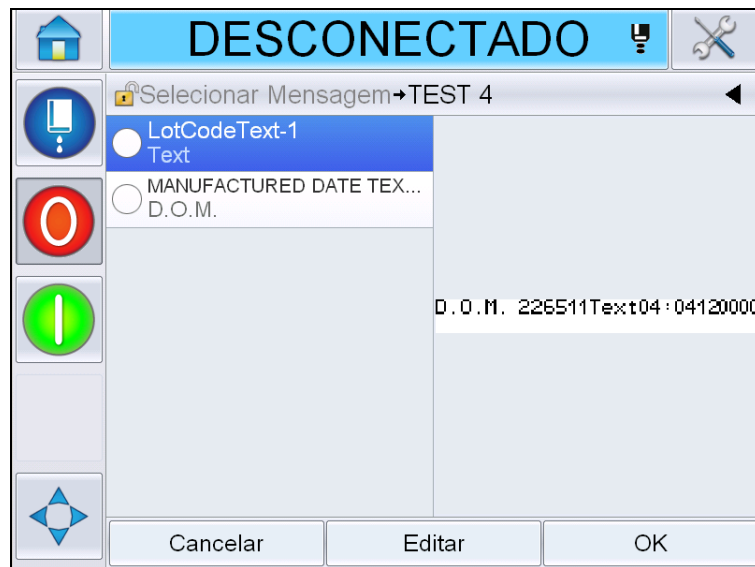 DESCONECTADO
Selecionar Mensagem→TEST 4
LotCodeText-1
Text
MANUFACTURED DATE TEX...
D.O.M.
D.O.M. 226511Text04:04120000
Cancelar
Editar
OK